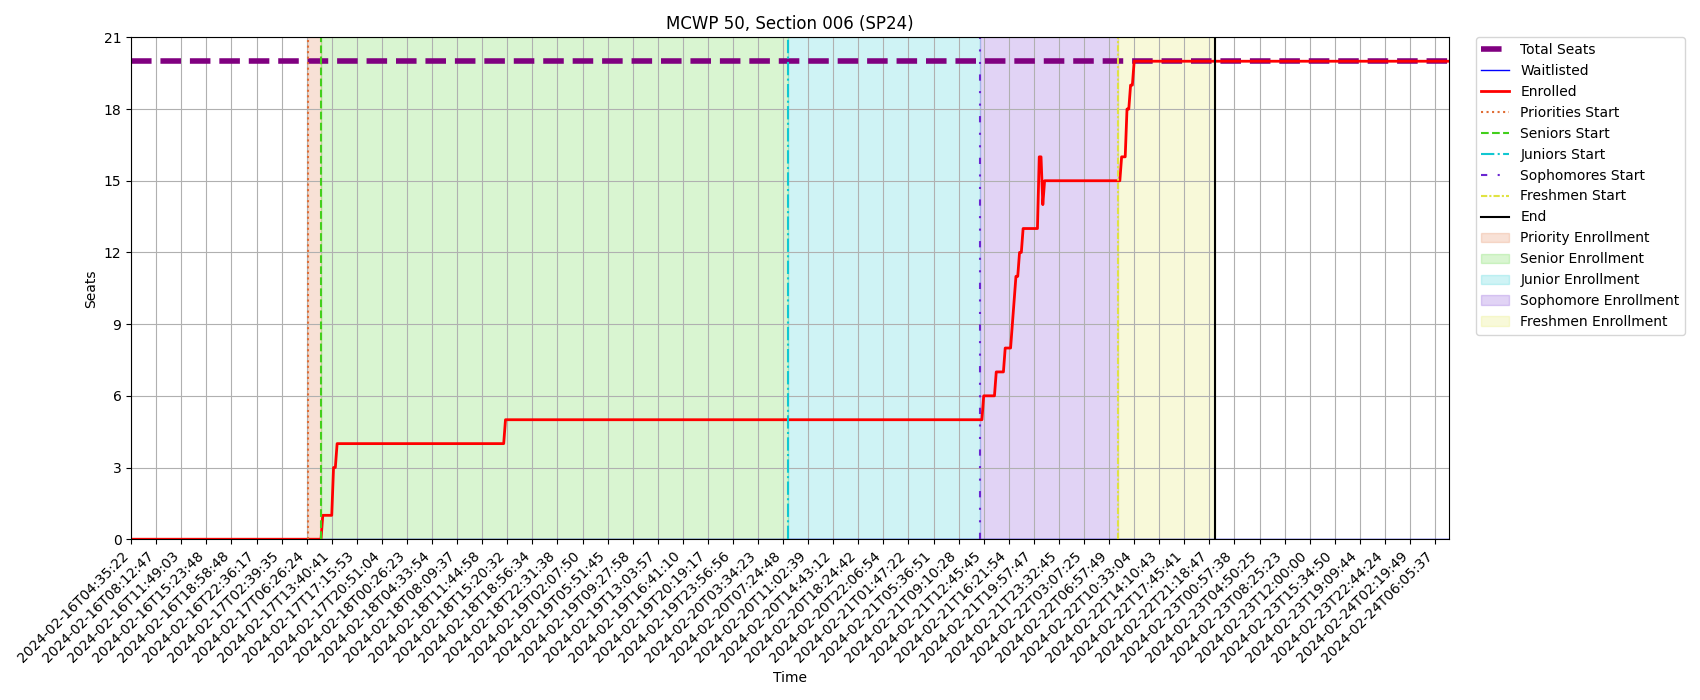 MCWP 50, Section 006 (SP24)
Seats
21
18
15
12
9
6
3
0
2024-02-16T04:35:22
2024-02-16T08:12:47
2024-02-16T11:49:03
2024-02-16T15:23:48
2024-02-16T18:58:48
2024-02-16T22:36:17
2024-02-17T02:39:35
2024-02-17T06:26:24
2024-02-17T13:40:41
2024-02-17T17:15:53
2024-02-17T20:51:04
2024-02-18T00:26:23
2024-02-18T04:33:54
2024-02-18T08:09:37
2024-02-18T11:44:58
2024-02-18T15:20:32
2024-02-18T18:56:34
2024-02-18T22:31:38
2024-02-19T02:07:50
2024-02-19T05:51:45
2024-02-19T09:27:58
2024-02-19T13:03:57
2024-02-19T16:41:10
2024-02-19T20:19:17
2024-02-19T23:56:56
2024-02-20T03:34:23
2024-02-20T07:24:48
2024-02-20T11:02:39
2024-02-20T14:43:12
2024-02-20T18:24:42
2024-02-20T22:06:54
2024-02-21T01:47:22
2024-02-21T05:36:51
2024-02-21T09:10:28
2024-02-21T12:45:45
2024-02-21T16:21:54
2024-02-21T19:57:47
2024-02-21T23:32:45
2024-02-22T03:07:25
2024-02-22T06:57:49
2024-02-22T10:33:04
2024-02-22T14:10:43
2024-02-22T17:45:41
2024-02-22T21:18:47
2024-02-23T00:57:38
2024-02-23T04:50:25
2024-02-23T08:25:23
2024-02-23T12:00:00
2024-02-23T15:34:50
2024-02-23T19:09:44
2024-02-23T22:44:24
2024-02-24T02:19:49
2024-02-24T06:05:37
Time
Total Seats
Waitlisted
Enrolled
Priorities Start
Seniors Start
Juniors Start
Sophomores Start
Freshmen Start
End
Priority Enrollment
Senior Enrollment
Junior Enrollment
Sophomore Enrollment
Freshmen Enrollment